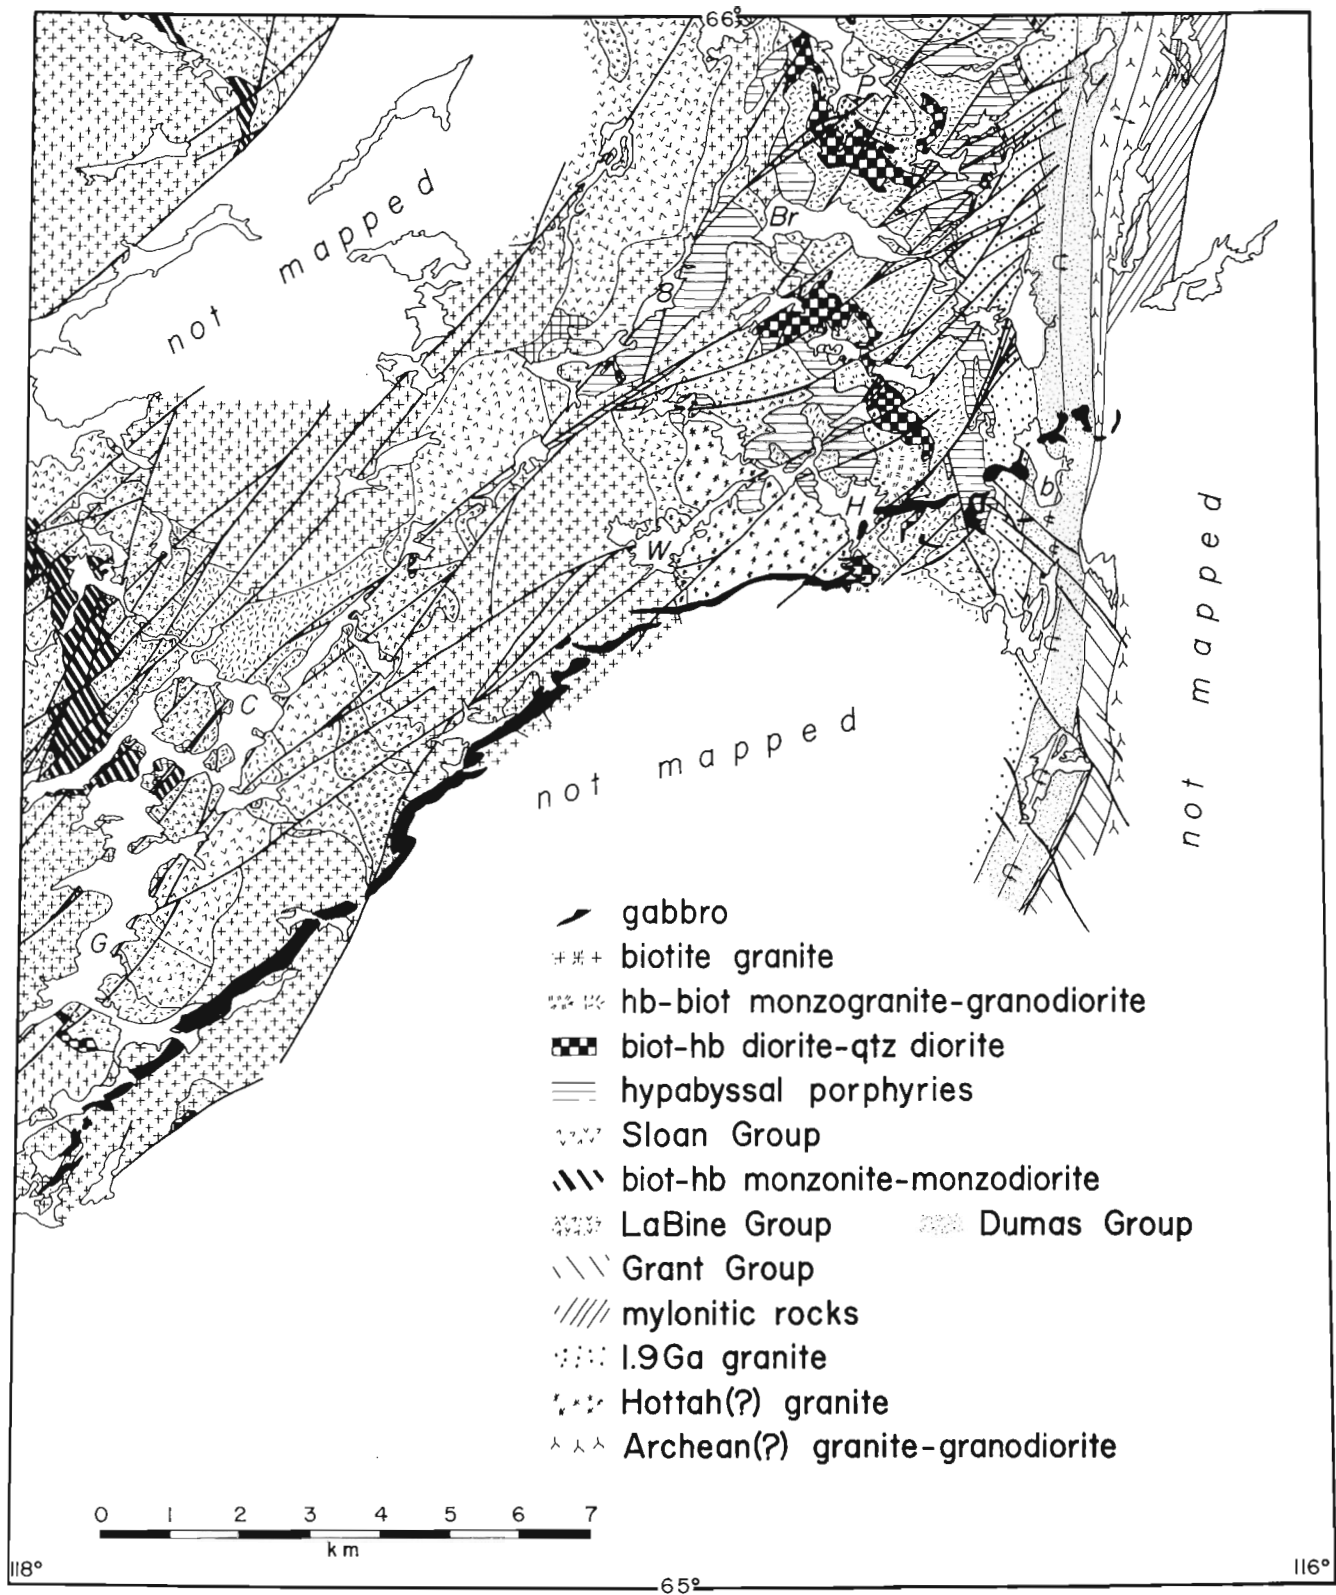 66°
P
not mapped
Br
8
b
H
W
not mapped
C
not mapped
G
gabbro
biotite granite
hb-biot monzogranite-granodiorite
biot-hb diorite-qtz diorite
hypabyssal porphyries
Sloan Group
biot-hb monzonite-monzodiorite
LaBine Group Dumas Group
Grant Group
mylonitic rocks
1.9Ga granite
Hottah(?) granite
Archean(?) granite-granodiorite
0 1 2 3 4 5 6 7
km
118° 116°
65°